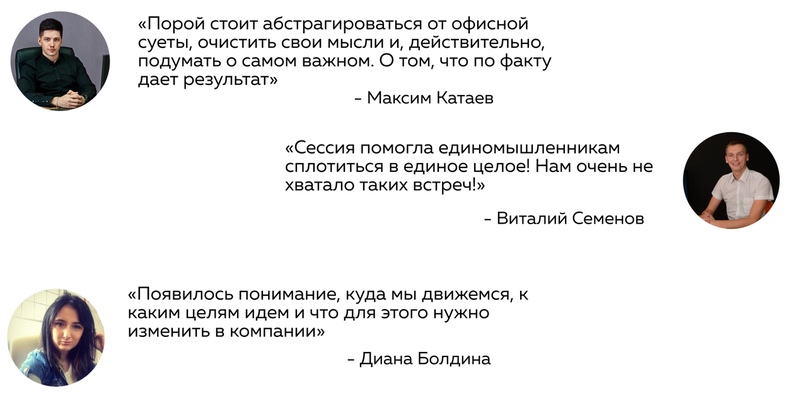 «Порой стоит абстрагироваться от офисной
суеты, очистить свои мысли и, действительно,
подумать о самом важном. О том, что по факту
дает результат»
- Максим Катаев
«Сессия помогла единомышленникам
сплотиться в единое целое! Нам очень не
хватало таких встреч!»
- Виталий Семенов
«Появилось понимание, куда мы движемся, к
каким целям идем и что для этого нужно
изменить в компании»
- Диана Болдина